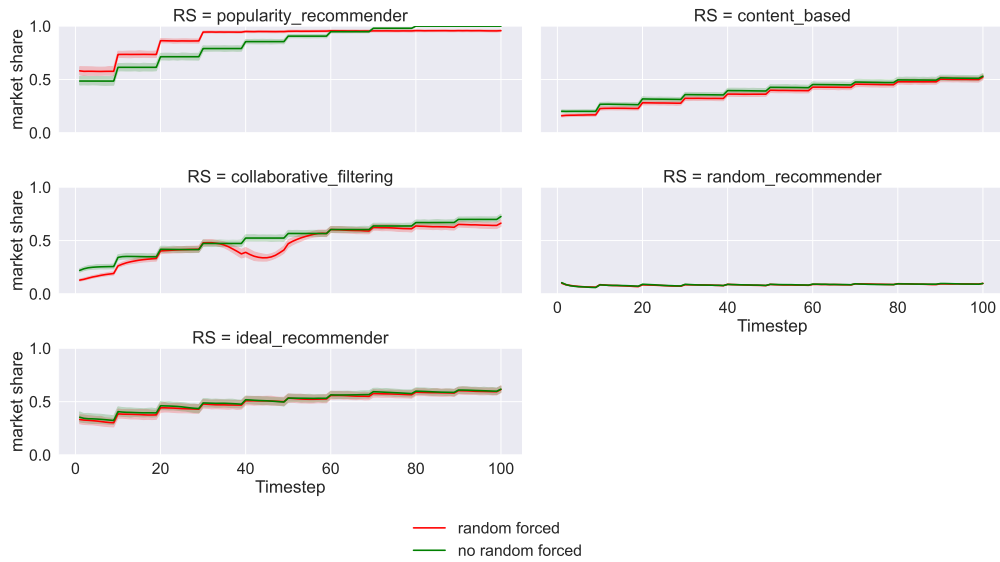 RS = popularity_recommender
RS = content_based
market share
1.0
0.5
0.0
RS = collaborative_filtering
RS = random_recommender
market share
1.0
0.5
0.0
0 20 40 60 80 100
Timestep
RS = ideal_recommender
market share
1.0
0.5
0.0
0 20 40 60 80 100
Timestep
random forced
no random forced